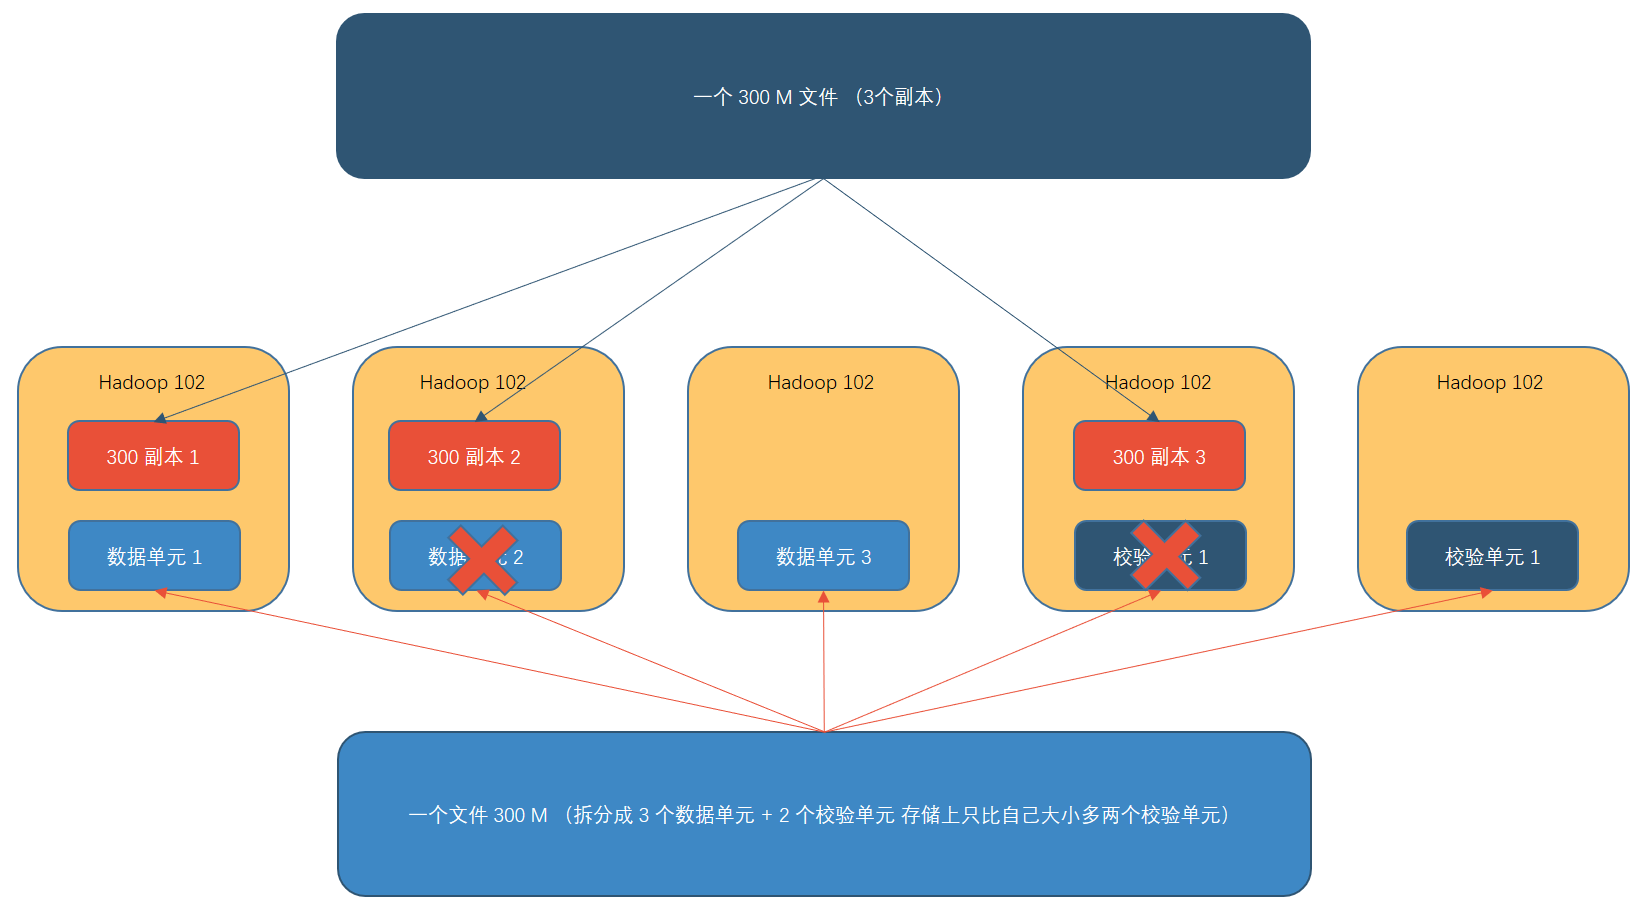 一个 300 M 文件 （3个副本）
Hadoop 102
Hadoop 102
Hadoop 102
Hadoop 102
Hadoop 102
300 副本 1
300 副本 2
300 副本 3
数据单元 1
数据 元 2
数据单元 3
校验 元 1
校验单元 1
一个文件 300 M （拆分成 3 个数据单元 + 2 个校验单元 存储上只比自己大小多两个校验单元）